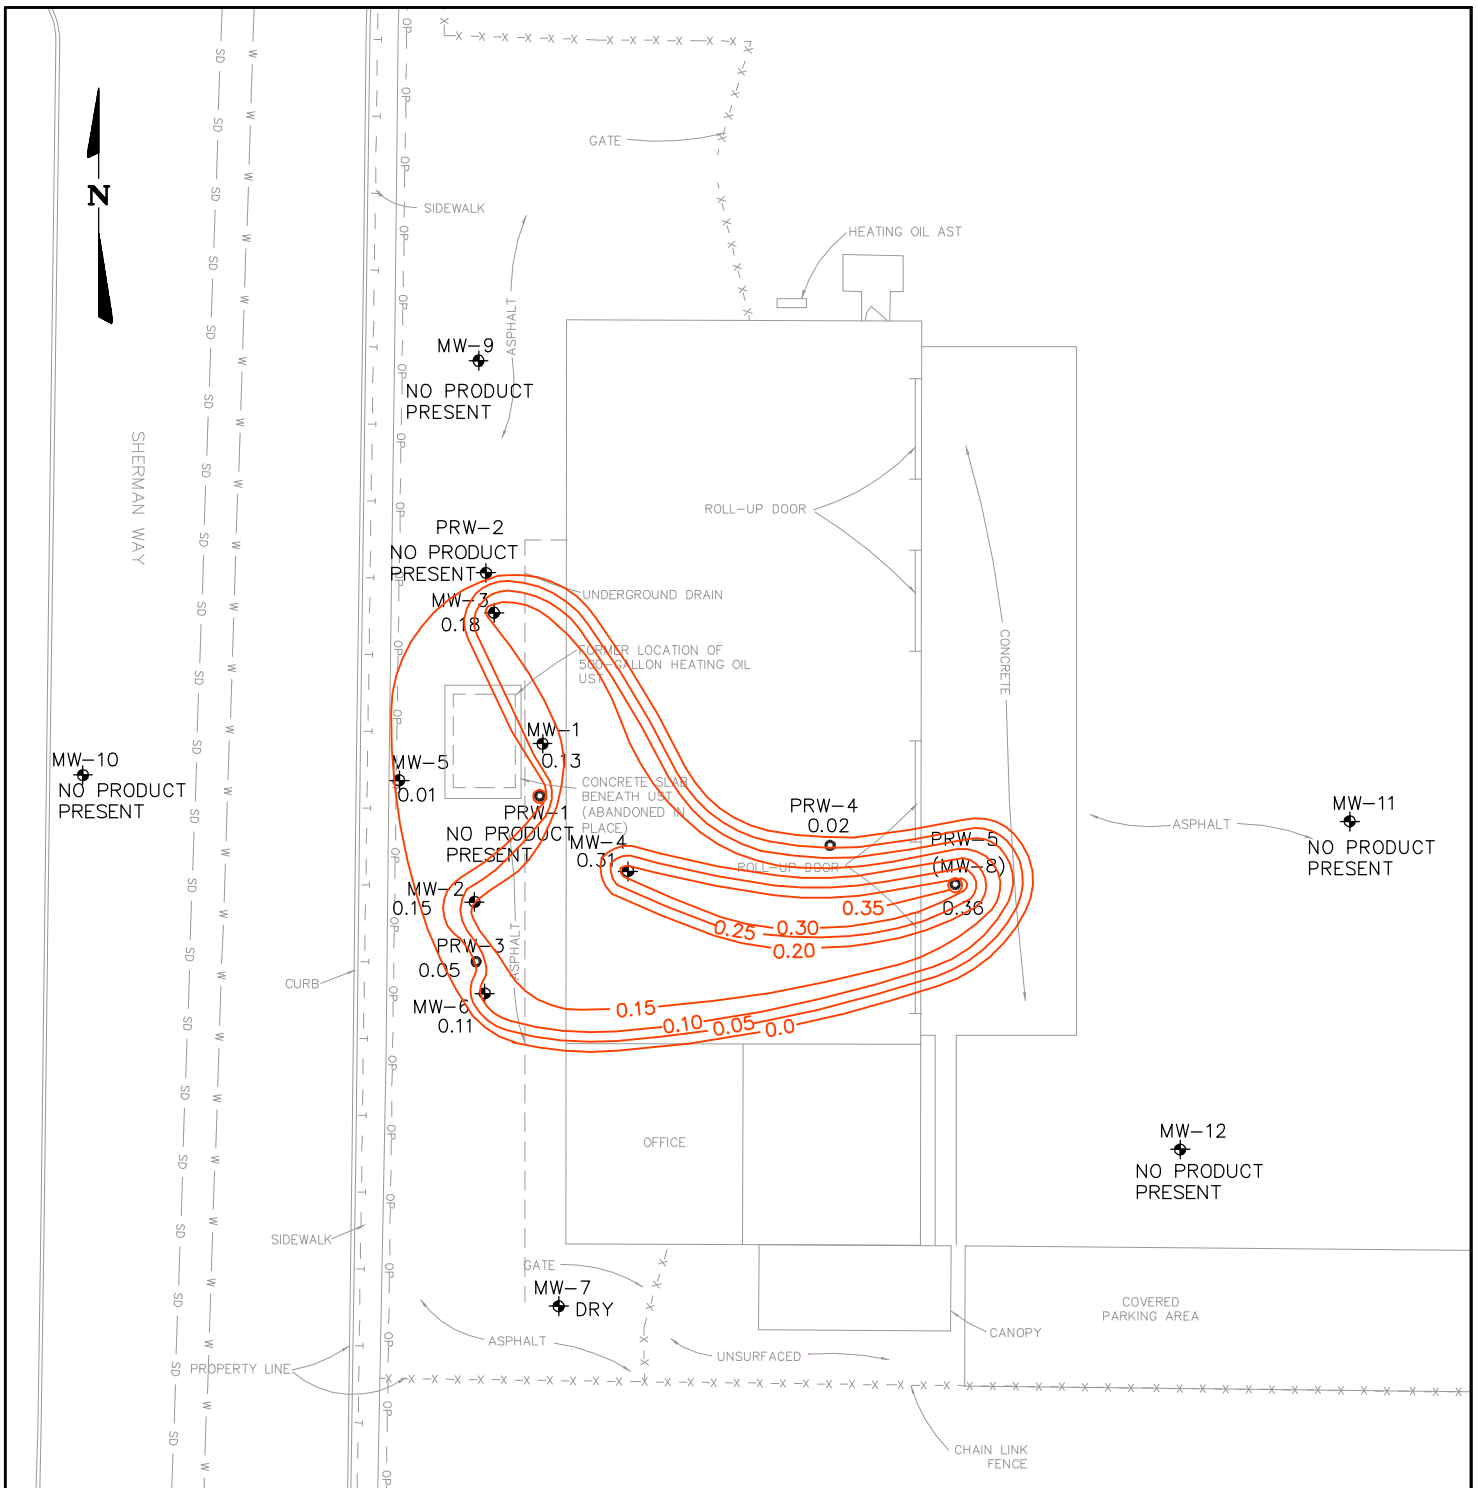 GATE
N
SIDEWALK
HEATING OIL AST
ASPHALT
MW-9
NO PRODUCT
PRESENT
SHERMAN WAY
ROLL-UP DOOR
PRW-2
NO PRODUCT
PRESENT
UNDERGROUND DRAIN
MW-3
0.18
FORMER LOCATION OF
500-GALLON HEATING OIL
UST
CONCRETE
MW-1
0.13
MW-10
NO PRODUCT
PRESENT
MW-5
0.01
CONCRETE SLAB
BENEATH UST
(ABANDONED IN
PLACE)
PRW-1
NO PRODUCT
PRESENT
PRW-4
0.02
MW-11
NO PRODUCT
PRESENT
ASPHALT
MW-4
0.31
ROLL-UP DOOR
PRW-5
(MW-8)
0.36
MW-2
0.15
0.35
0.30
0.25
0.20
PRW-3
0.05
ASPHALT
CURB
MW-6
0.11
0.15
0.10
0.05
0.0
OFFICE
MW-12
NO PRODUCT
PRESENT
SIDEWALK
GATE
MW-7
DRY
COVERED
PARKING AREA
CANOPY
ASPHALT
UNSURFACED
PROPERTY LINE
CHAIN LINK
FENCE
SD
W
T
OP
X